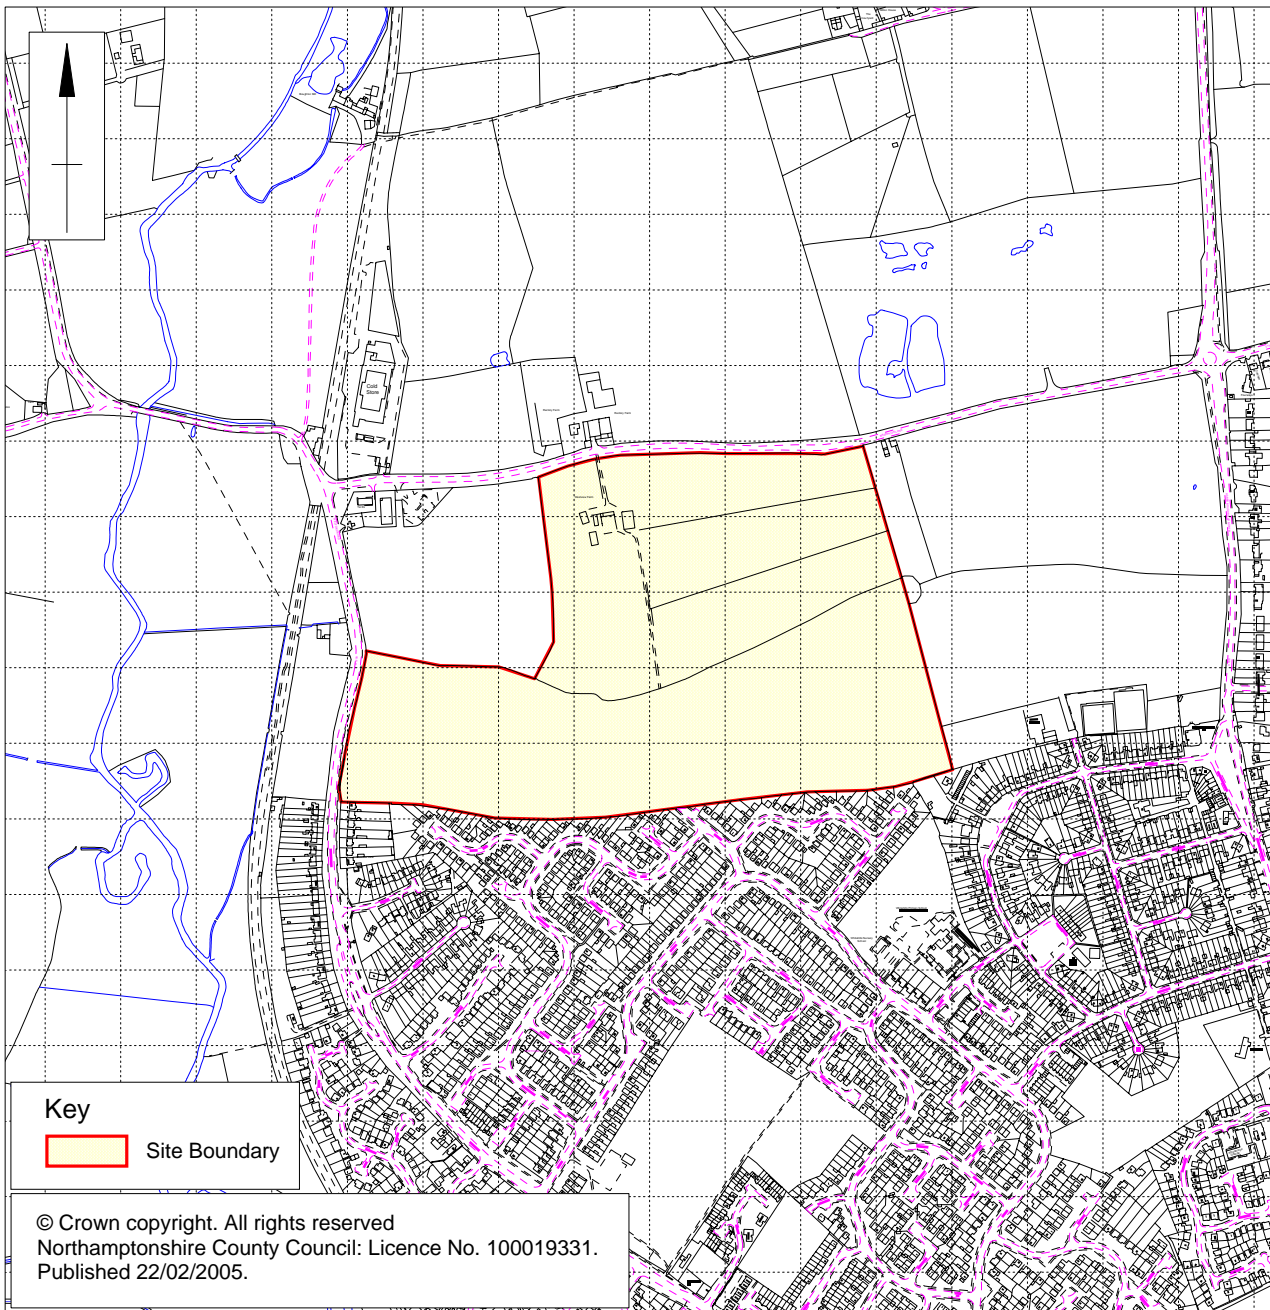 Cold
Store
Key
Site Boundary
© Crown copyright. All rights reserved
Northamptonshire County Council: Licence No. 100019331.
Published 22/02/2005.